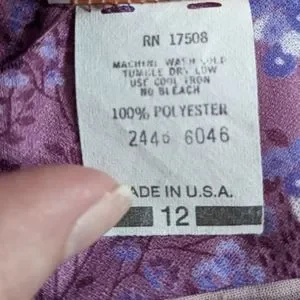 RN 17508
MACHINE WASH COLD
TUMBLE DRY LOW
USE COOL IRON
NO BLEACH
100% POLYESTER
2446 6046
ADE IN U.S.A.
12